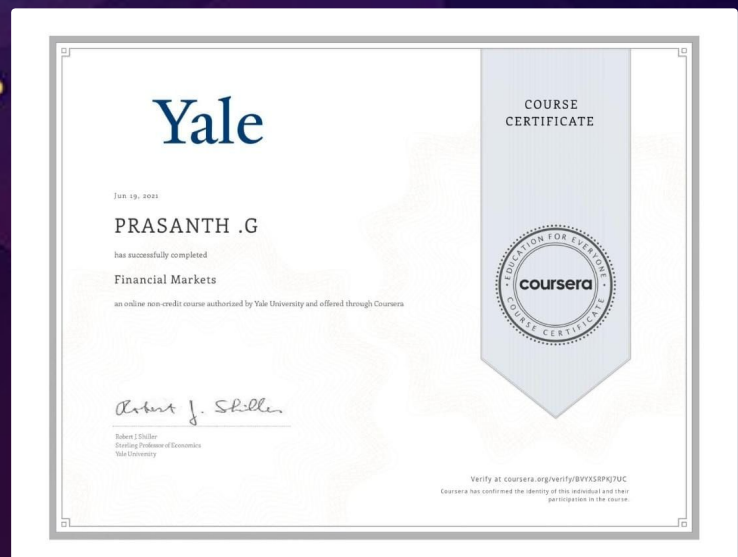 Yale
COURSE
CERTIFICATE
Jun 19, 2021
PRASANTH .G
has successfully completed
Financial Markets
an online non-credit course authorized by Yale University and offered through Coursera
EDUCATION FOR EVERYONE
coursera
COURSE CERTIFICATE
Robert J. Shiller
Robert J. Shiller
Sterling Professor of Economics
Yale University
Verify at coursera.org/verify/BVYXSRPKJ7UC
Coursera has confirmed the identity of this individual and their
participation in the course.